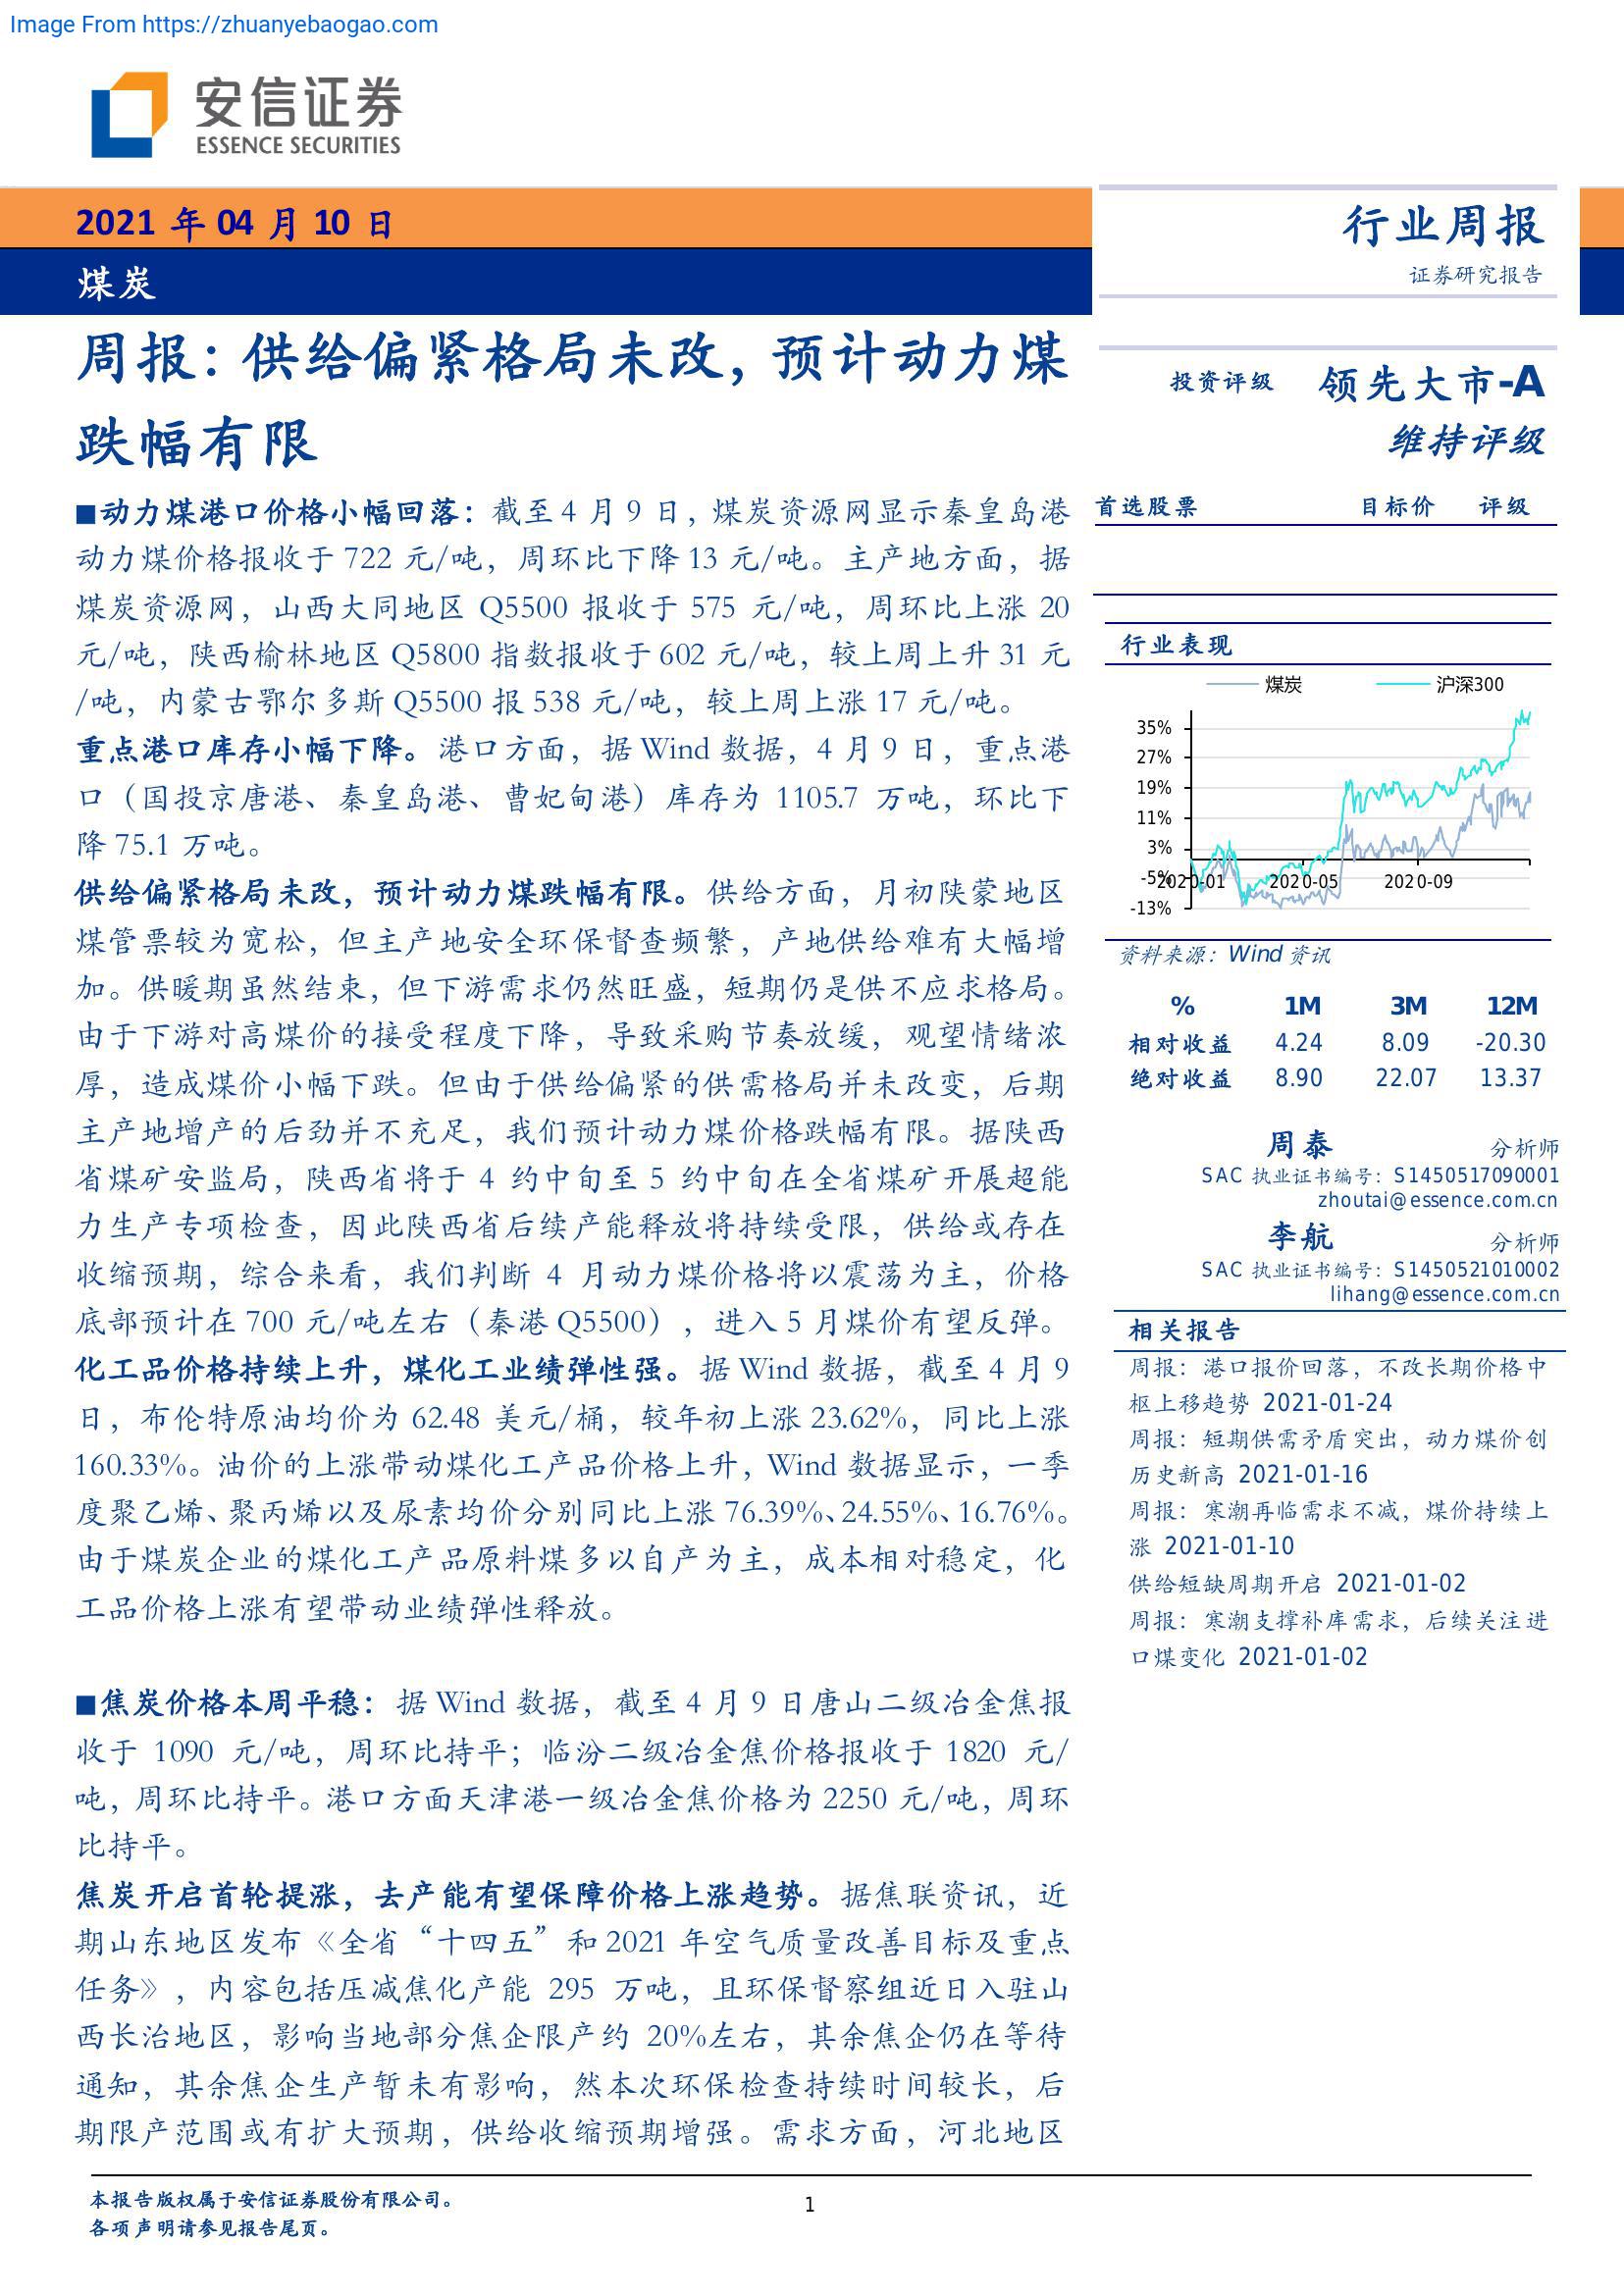 Image From https://zhuanyebaogao.com
安信证券
ESSENCE SECURITIES
2021 年 04 月 10 日
煤炭
行业周报
证券研究报告
周报：供给偏紧格局未改，预计动力煤
跌幅有限
■动力煤港口价格小幅回落：截至 4 月 9 日，煤炭资源网显示秦皇岛港
动力煤价格报收于 722 元/吨，周环比下降 13 元/吨。主产地方面，据
煤炭资源网，山西大同地区 Q5500 报收于 575 元/吨，周环比上涨 20
元/吨，陕西榆林地区 Q5800 指数报收于 602 元/吨，较上周上升 31 元
/吨，内蒙古鄂尔多斯 Q5500 报 538 元/吨，较上周上涨 17 元/吨。
重点港口库存小幅下降。港口方面，据 Wind 数据，4 月 9 日，重点港
口（国投京唐港、秦皇岛港、曹妃甸港）库存为 1105.7 万吨，环比下
降 75.1 万吨。
供给偏紧格局未改，预计动力煤跌幅有限。供给方面，月初陕蒙地区
煤管票较为宽松，但主产地安全环保督查频繁，产地供给难有大幅增
加。供暖期虽然结束，但下游需求仍然旺盛，短期仍是供不应求格局。
由于下游对高煤价的接受程度下降，导致采购节奏放缓，观望情绪浓
厚，造成煤价小幅下跌。但由于供给偏紧的供需格局并未改变，后期
主产地增产的后劲并不充足，我们预计动力煤价格跌幅有限。据陕西
省煤矿安监局，陕西省将于 4 约中旬至 5 约中旬在全省煤矿开展超能
力生产专项检查，因此陕西省后续产能释放将持续受限，供给或存在
收缩预期，综合来看，我们判断 4 月动力煤价格将以震荡为主，价格
底部预计在 700 元/吨左右（秦港 Q5500），进入 5 月煤价有望反弹。
化工品价格持续上升，煤化工业绩弹性强。据 Wind 数据，截至 4 月 9
日，布伦特原油均价为 62.48 美元/桶，较年初上涨 23.62%，同比上涨
160.33%。油价的上涨带动煤化工产品价格上升，Wind 数据显示，一季
度聚乙烯、聚丙烯以及尿素均价分别同比上涨 76.39%、24.55%、16.76%。
由于煤炭企业的煤化工产品原料煤多以自产为主，成本相对稳定，化
工品价格上涨有望带动业绩弹性释放。
■焦炭价格本周平稳：据 Wind 数据，截至 4 月 9 日唐山二级冶金焦报
收于 1090 元/吨，周环比持平；临汾二级冶金焦价格报收于 1820 元/
吨，周环比持平。港口方面天津港一级冶金焦价格为 2250 元/吨，周环
比持平。
焦炭开启首轮提涨，去产能有望保障价格上涨趋势。据焦联资讯，近
期山东地区发布《全省“十四五”和 2021 年空气质量改善目标及重点
任务》，内容包括压减焦化产能 295 万吨，且环保督察组近日入驻山
西长治地区，影响当地部分焦企限产约 20%左右，其余焦企仍在等待
通知，其余焦企生产暂未有影响，然本次环保检查持续时间较长，后
期限产范围或有扩大预期，供给收缩预期增强。需求方面，河北地区
投资评级 领先大市-A
维持评级
首选股票 目标价 评级
行业表现
煤炭 沪深300
35%
27%
19%
11%
3%
-5%
-13%
2020-01 2020-05 2020-09
资料来源：Wind 资讯
% 1M 3M 12M
相对收益 4.24 8.09 -20.30
绝对收益 8.90 22.07 13.37
周泰 分析师
SAC 执业证书编号：S1450517090001
zhoutai@essence.com.cn
李航 分析师
SAC 执业证书编号：S1450521010002
lihang@essence.com.cn
相关报告
周报：港口报价回落，不改长期价格中
枢上移趋势 2021-01-24
周报：短期供需矛盾突出，动力煤价创
历史新高 2021-01-16
周报：寒潮再临需求不减，煤价持续上
涨 2021-01-10
供给短缺周期开启 2021-01-02
周报：寒潮支撑补库需求，后续关注进
口煤变化 2021-01-02
本报告版权属于安信证券股份有限公司。
各项声明请参见报告尾页。
1